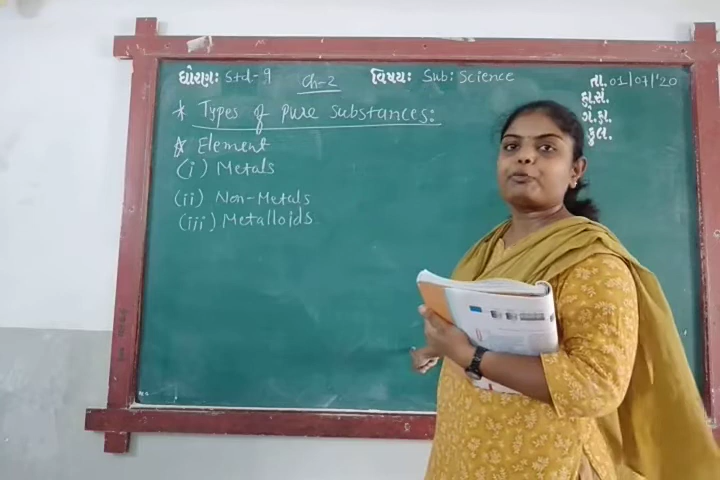 ધોરણ: Std-9 Ch-2 વિષય: Sub: Science તા. 01/07/'20
હા.સં.
ગે.હા.
કુલ.
* Types of Pure Substances:
* Element
(i) Metals
(ii) Non-Metals
(iii) Metalloids